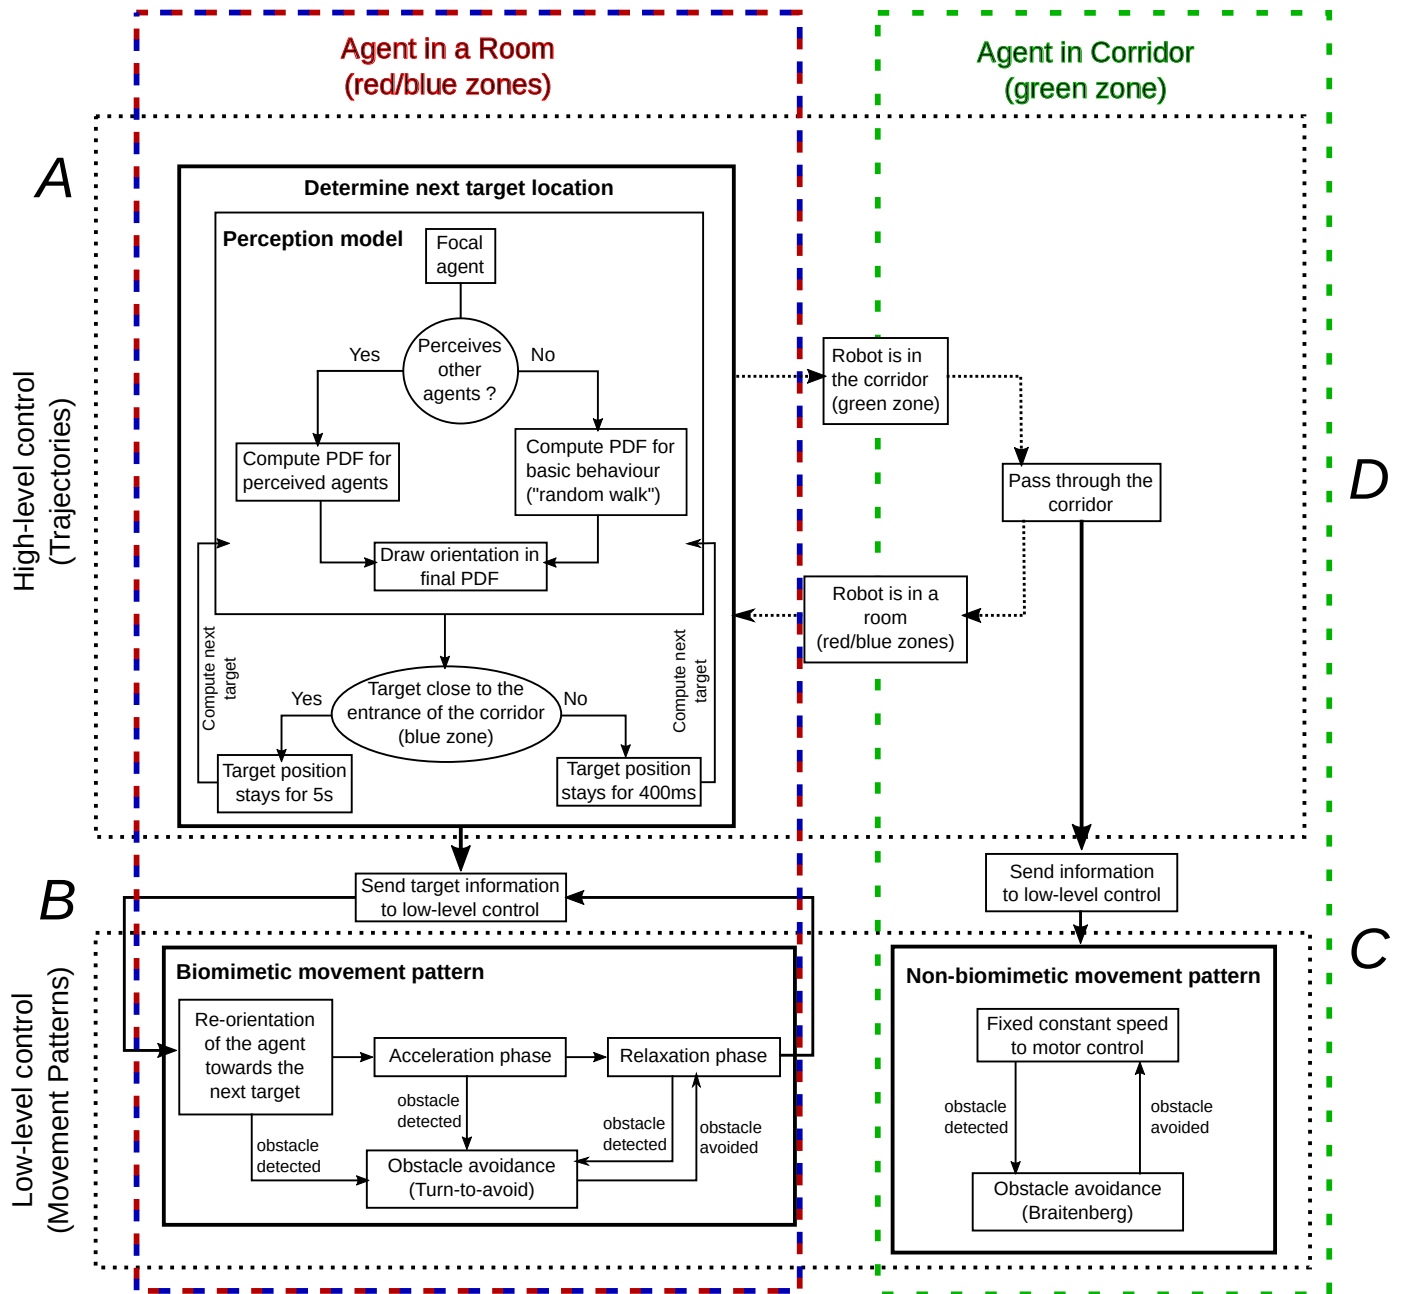 Agent in a Room
(red/blue zones)
Agent in Corridor
(green zone)
A
Determine next target location
Perception model
Focal
agent
Perceives
other
agents ?
Yes
No
Compute PDF for
perceived agents
Compute PDF for
basic behaviour
("random walk")
Draw orientation in
final PDF
Compute next
target
Compute next
target
Target close to the
entrance of the corridor
(blue zone)
Yes
No
Target position
stays for 5s
Target position
stays for 400ms
Robot is in
the corridor
(green zone)
Pass through the
corridor
Robot is in a
room
(red/blue zones)
D
High-level control
(Trajectories)
B
Send target information
to low-level control
Send information
to low-level control
C
Low-level control
(Movement Patterns)
Biomimetic movement pattern
Re-orientation
of the agent
towards the
next target
Acceleration phase
Relaxation phase
obstacle
detected
obstacle
detected
obstacle
detected
obstacle
avoided
Obstacle avoidance
(Turn-to-avoid)
Non-biomimetic movement pattern
Fixed constant speed
to motor control
obstacle
detected
obstacle
avoided
Obstacle avoidance
(Braitenberg)